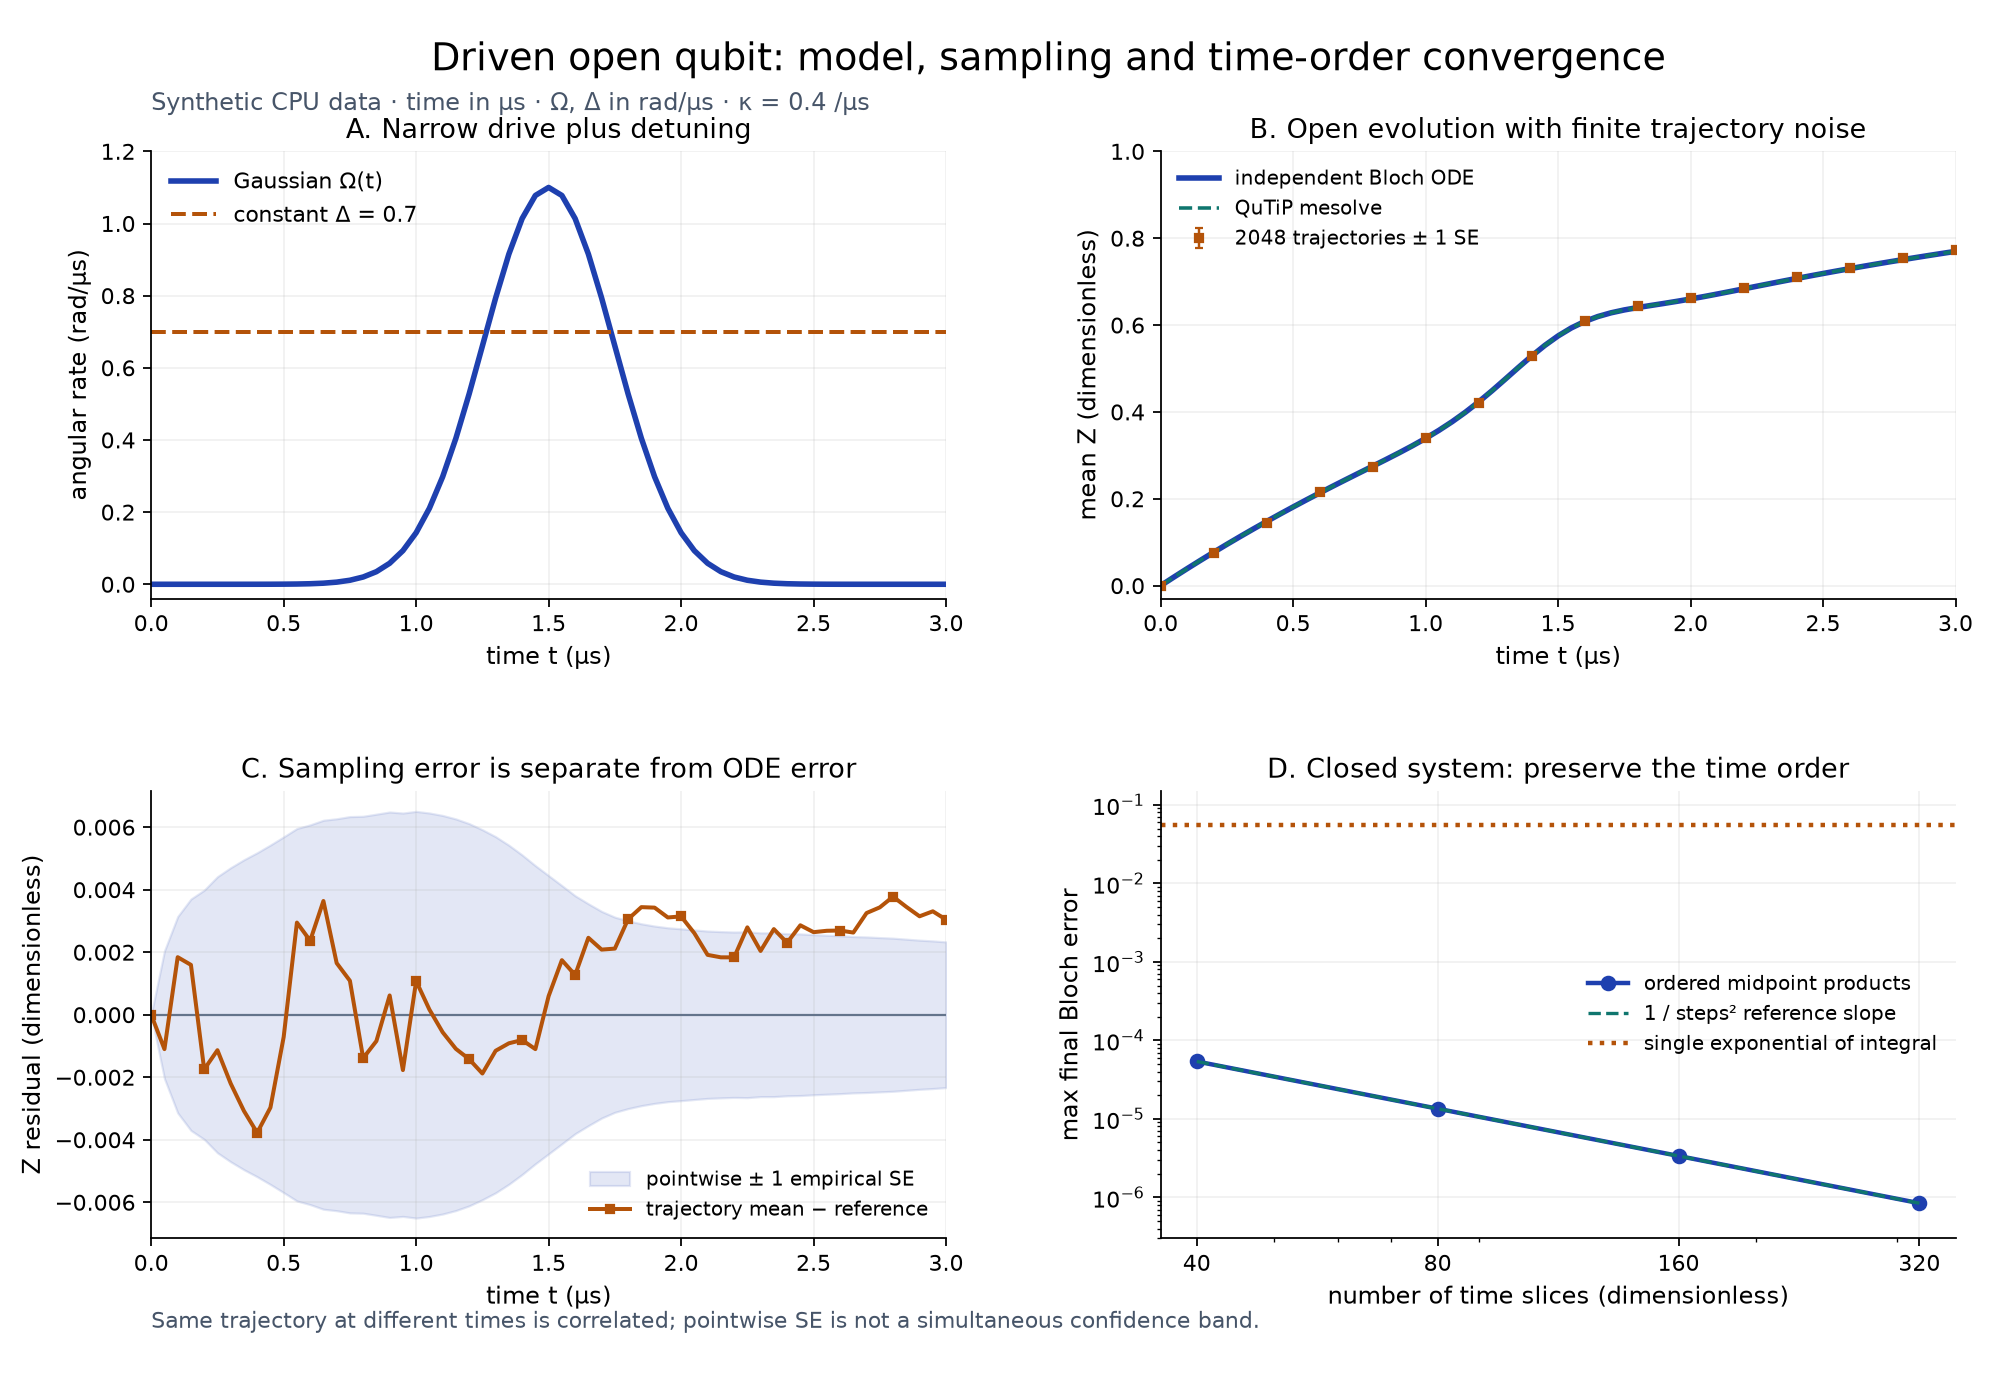 Driven open qubit: model, sampling and time-order convergence
Synthetic CPU data · time in μs · Ω, Δ in rad/μs · κ = 0.4 /μs
A. Narrow drive plus detuning
1.2
1.0
0.8
0.6
0.4
0.2
0.0
angular rate (rad/μs)
Gaussian Ω(t)
constant Δ = 0.7
0.0 0.5 1.0 1.5 2.0 2.5 3.0
time t (μs)
B. Open evolution with finite trajectory noise
1.0
0.8
0.6
0.4
0.2
0.0
mean Z (dimensionless)
independent Bloch ODE
QuTiP mesolve
2048 trajectories ± 1 SE
0.0 0.5 1.0 1.5 2.0 2.5 3.0
time t (μs)
C. Sampling error is separate from ODE error
0.006
0.004
0.002
0.000
−0.002
−0.004
−0.006
Z residual (dimensionless)
pointwise ± 1 empirical SE
trajectory mean − reference
0.0 0.5 1.0 1.5 2.0 2.5 3.0
time t (μs)
D. Closed system: preserve the time order
10⁻¹
10⁻²
10⁻³
10⁻⁴
10⁻⁵
10⁻⁶
max final Bloch error
ordered midpoint products
1 / steps² reference slope
single exponential of integral
40 80 160 320
number of time slices (dimensionless)
Same trajectory at different times is correlated; pointwise SE is not a simultaneous confidence band.